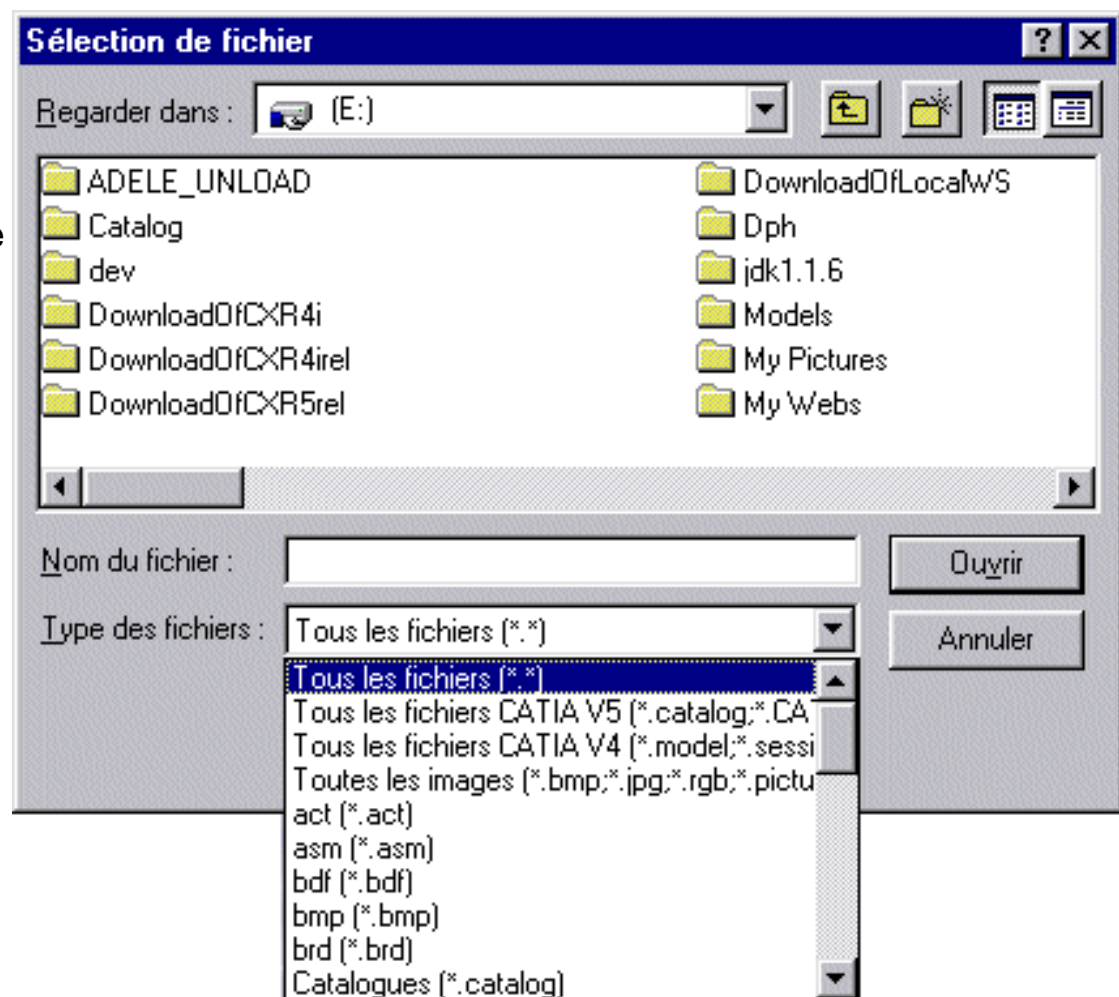 Sélection de fichier
Regarder dans : (E:)
ADELE_UNLOAD
Catalog
dev
DownloadOfCXR4i
DownloadOfCXR4irel
DownloadOfCXR5rel
DownloadOfLocalWS
Dph
jdk1.1.6
Models
My Pictures
My Webs
e
Nom du fichier :
Ouvrir
Type des fichiers : Tous les fichiers (*.*)
Annuler
Tous les fichiers (*.*)
Tous les fichiers CATIA V5 (*.catalog;*.CA
Tous les fichiers CATIA V4 (*.model;*.sessi
Toutes les images (*.bmp;*.jpg;*.rgb;*.pictu
act (*.act)
asm (*.asm)
bdf (*.bdf)
bmp (*.bmp)
brd (*.brd)
Catalogues (*.catalog)